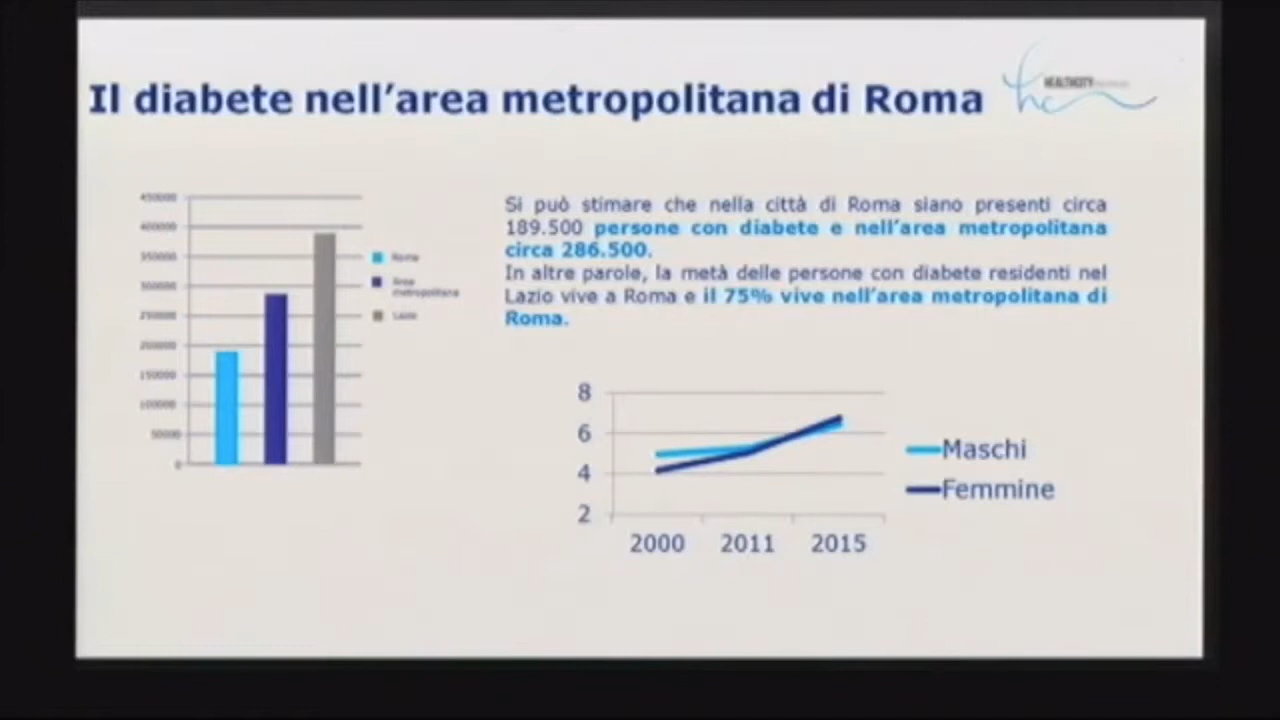 Il diabete nell'area metropolitana di Roma
HEALTHCITY
450000
400000
350000
300000
250000
200000
150000
100000
50000
0
Roma
Area
metropolitana
Lazio
Si può stimare che nella città di Roma siano presenti circa
189.500 persone con diabete e nell'area metropolitana
circa 286.500.
In altre parole, la metà delle persone con diabete residenti nel
Lazio vive a Roma e il 75% vive nell'area metropolitana di
Roma.
8
6
4
2
2000 2011 2015
Maschi
Femmine